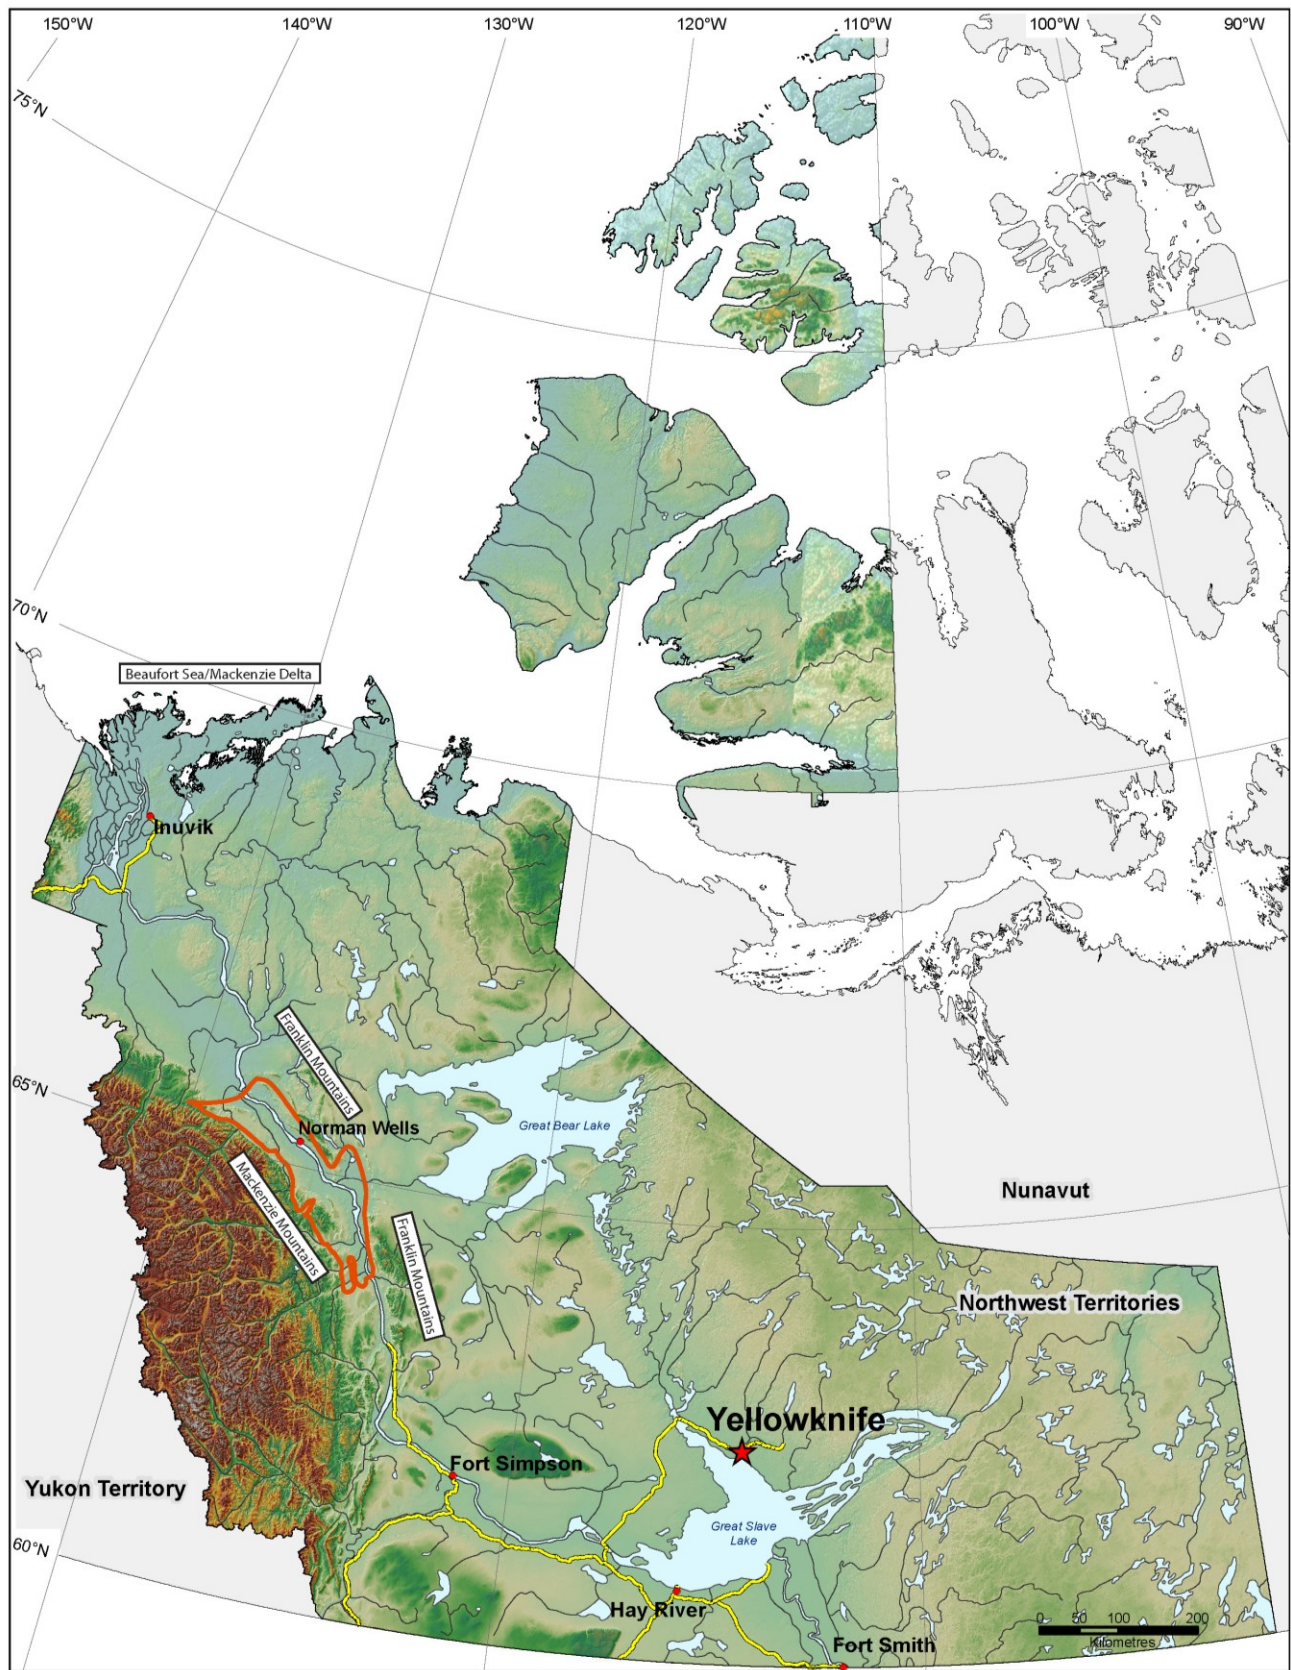 150°W
140°W
130°W
120°W
110°W
100°W
90°W
75°N
70°N
Beaufort Sea/Mackenzie Delta
Inuvik
Franklin Mountains
65°N
Norman Wells
Great Bear Lake
Mackenzie Mountains
Nunavut
Franklin Mountains
Northwest Territories
Yellowknife
Fort Simpson
Yukon Territory
Great Slave
Lake
60°N
Hay River
0 50 100 200
Kilometres
Fort Smith